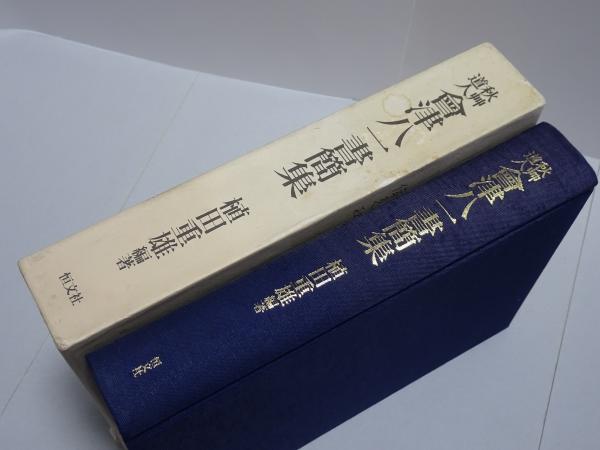 秋艸
道人
會津八一書簡集
植田重雄編著
恒文社
秋艸
道人
會津八一書簡集
植田重雄編著
恒文社